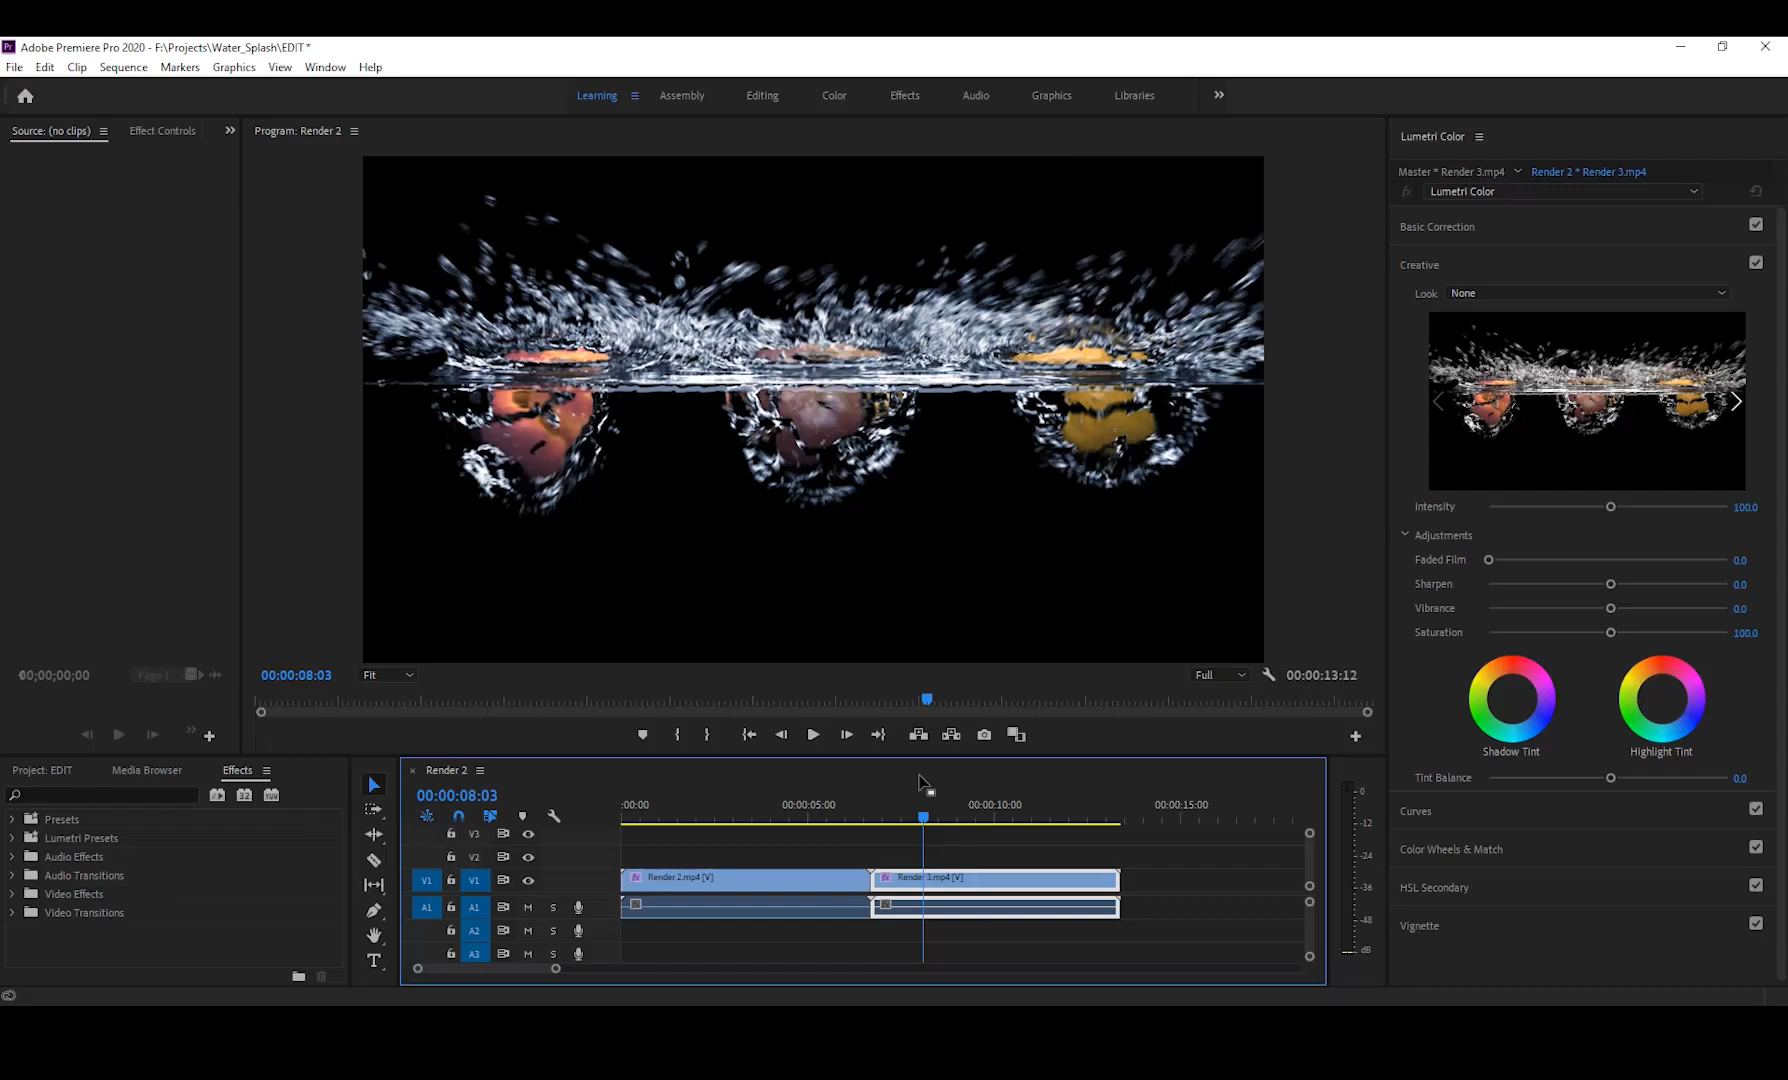 Pr Adobe Premiere Pro 2020 - F:\Projects\Water_Splash\EDIT *
File Edit Clip Sequence Markers Graphics View Window Help
Learning Assembly Editing Color Effects Audio Graphics Libraries
Source: (no clips) Effect Controls
Program: Render 2
Lumetri Color
Master * Render 3.mp4 Render 2 * Render 3.mp4
fx Lumetri Color
Basic Correction
Creative
Look None
Intensity 100.0
Adjustments
Faded Film 0.0
Sharpen 0.0
Vibrance 0.0
Saturation 100.0
Shadow Tint Highlight Tint
Tint Balance 0.0
Curves
Color Wheels & Match
HSL Secondary
Vignette
00;00;00;00 Page 1
00:00:08:03 Fit Full 00:00:13:12
Project: EDIT Media Browser Effects
32 YUV
Presets
Lumetri Presets
Audio Effects
Audio Transitions
Video Effects
Video Transitions
T
× Render 2
00:00:08:03
:00:00 00:00:05:00 00:00:10:00 00:00:15:00
V3
V2
V1 V1 fx Render 2.mp4 [V] fx Render 3.mp4 [V]
A1 A1 M S fx fx
A2 M S
A3 M S
0
-12
-24
-36
-48
dB